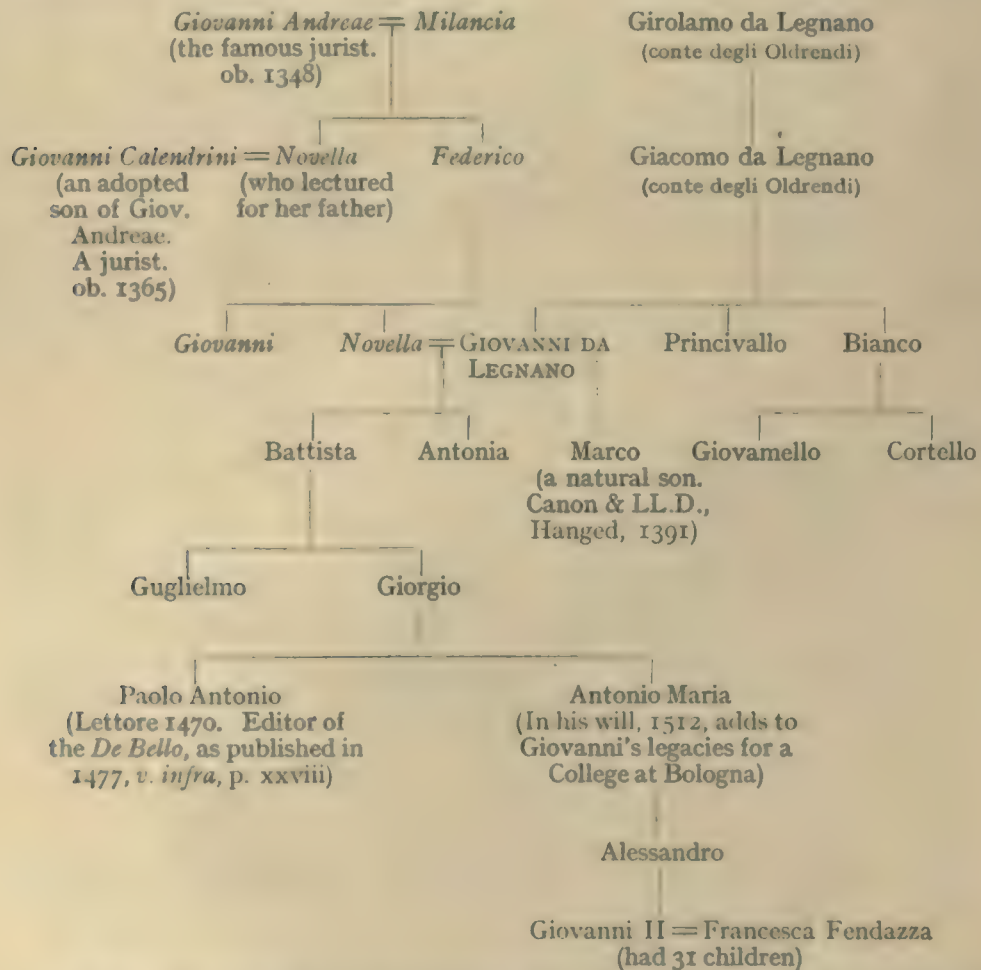 Giovanni Andreae = Milancia
(the famous jurist.
ob. 1348)
Girolamo da Legnano
(conte degli Oldrendi)
Giovanni Calendrini = Novella
(an adopted
son of Giov.
Andreae.
A jurist.
ob. 1365)
(who lectured
for her father)
Federico
Giacomo da Legnano
(conte degli Oldrendi)
Giovanni
Novella = GIOVANNI DA
LEGNANO
Princivallo
Bianco
Battista
Antonia
Marco
(a natural son.
Canon & LL.D.,
Hanged, 1391)
Giovamello
Cortello
Guglielmo
Giorgio
Paolo Antonio
(Lettore 1470. Editor of
the De Bello, as published in
1477, v. infra, p. xxviii)
Antonio Maria
(In his will, 1512, adds to
Giovanni's legacies for a
College at Bologna)
Alessandro
Giovanni II = Francesca Fendazza
(had 31 children)